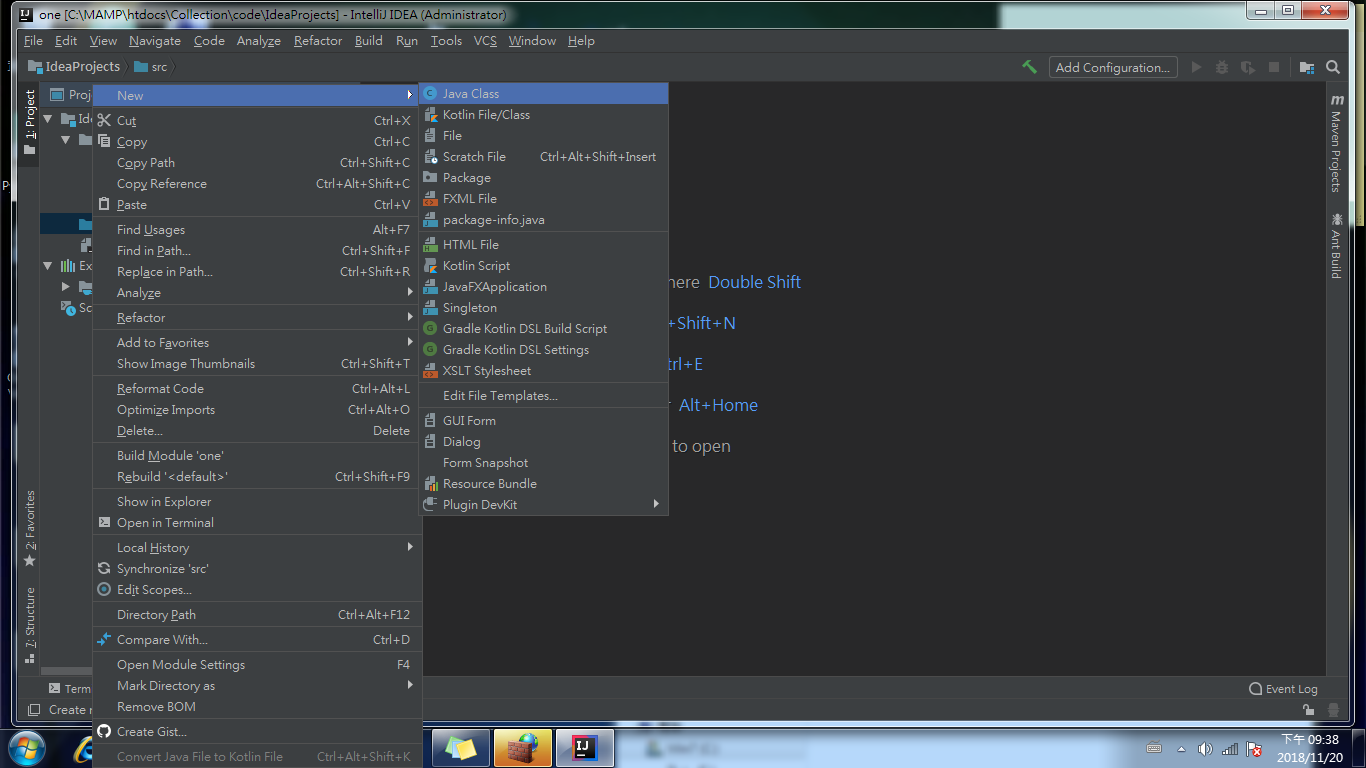 one [C:\MAMP\htdocs\Collection\code\IdeaProjects] - IntelliJ IDEA (Administrator)
File Edit View Navigate Code Analyze Refactor Build Run Tools VCS Window Help
IdeaProjects src Add Configuration...
1: Project
2: Favorites
7: Structure
Proj
Ide
Ex
Sc
New
Cut Ctrl+X
Copy Ctrl+C
Copy Path Ctrl+Shift+C
Copy Reference Ctrl+Alt+Shift+C
Paste Ctrl+V
Find Usages Alt+F7
Find in Path... Ctrl+Shift+F
Replace in Path... Ctrl+Shift+R
Analyze
Refactor
Add to Favorites
Show Image Thumbnails Ctrl+Shift+T
Reformat Code Ctrl+Alt+L
Optimize Imports Ctrl+Alt+O
Delete... Delete
Build Module 'one'
Rebuild '<default>' Ctrl+Shift+F9
Show in Explorer
Open in Terminal
Local History
Synchronize 'src'
Edit Scopes...
Directory Path Ctrl+Alt+F12
Compare With... Ctrl+D
Open Module Settings F4
Mark Directory as
Remove BOM
Create Gist...
Convert Java File to Kotlin File Ctrl+Alt+Shift+K
Java Class
Kotlin File/Class
File
Scratch File Ctrl+Alt+Shift+Insert
Package
FXML File
package-info.java
HTML File
Kotlin Script
JavaFXApplication
Singleton
Gradle Kotlin DSL Build Script
Gradle Kotlin DSL Settings
XSLT Stylesheet
Edit File Templates...
GUI Form
Dialog
Form Snapshot
Resource Bundle
Plugin DevKit
here Double Shift
+Shift+N
trl+E
Alt+Home
to open
Maven Projects
Ant Build
Term
Event Log
Create n
下午 09:38
2018/11/20